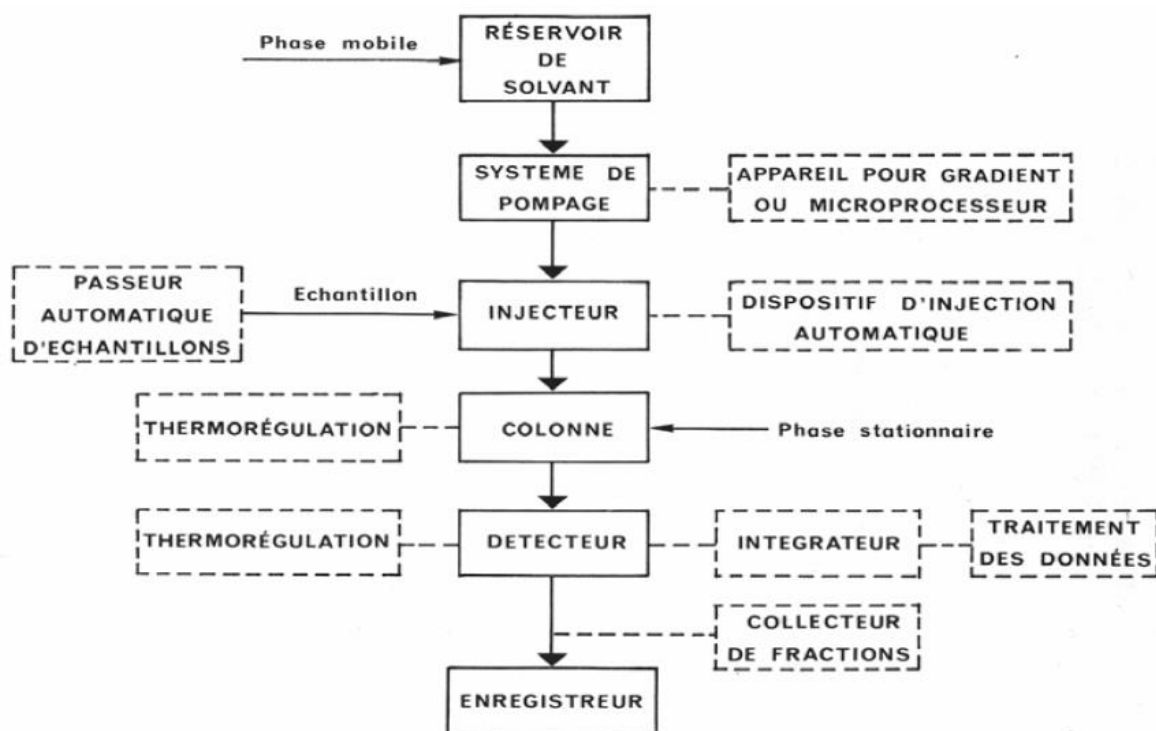 Phase mobile
RÉSERVOIR
DE
SOLVANT
SYSTEME DE
POMPAGE
APPAREIL POUR GRADIENT
OU MICROPROCESSEUR
PASSEUR
AUTOMATIQUE
D'ECHANTILLONS
Echantillon
INJECTEUR
DISPOSITIF D'INJECTION
AUTOMATIQUE
THERMORÉGULATION
COLONNE
Phase stationnaire
THERMORÉGULATION
DÉTECTEUR
INTEGRATEUR
TRAITEMENT
DES DONNÉES
COLLECTEUR
DE FRACTIONS
ENREGISTREUR